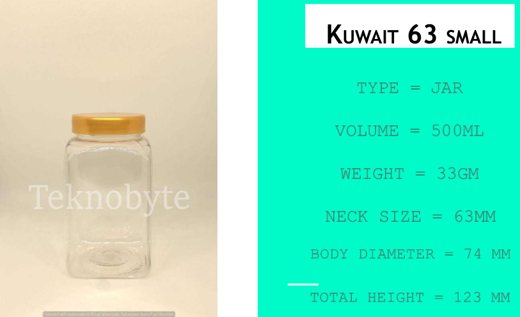 Kuwait 63 small
TYPE = JAR
VOLUME = 500ML
WEIGHT = 33GM
Teknobyte
NECK SIZE = 63MM
BODY DIAMETER = 74 MM
TOTAL HEIGHT = 123 MM